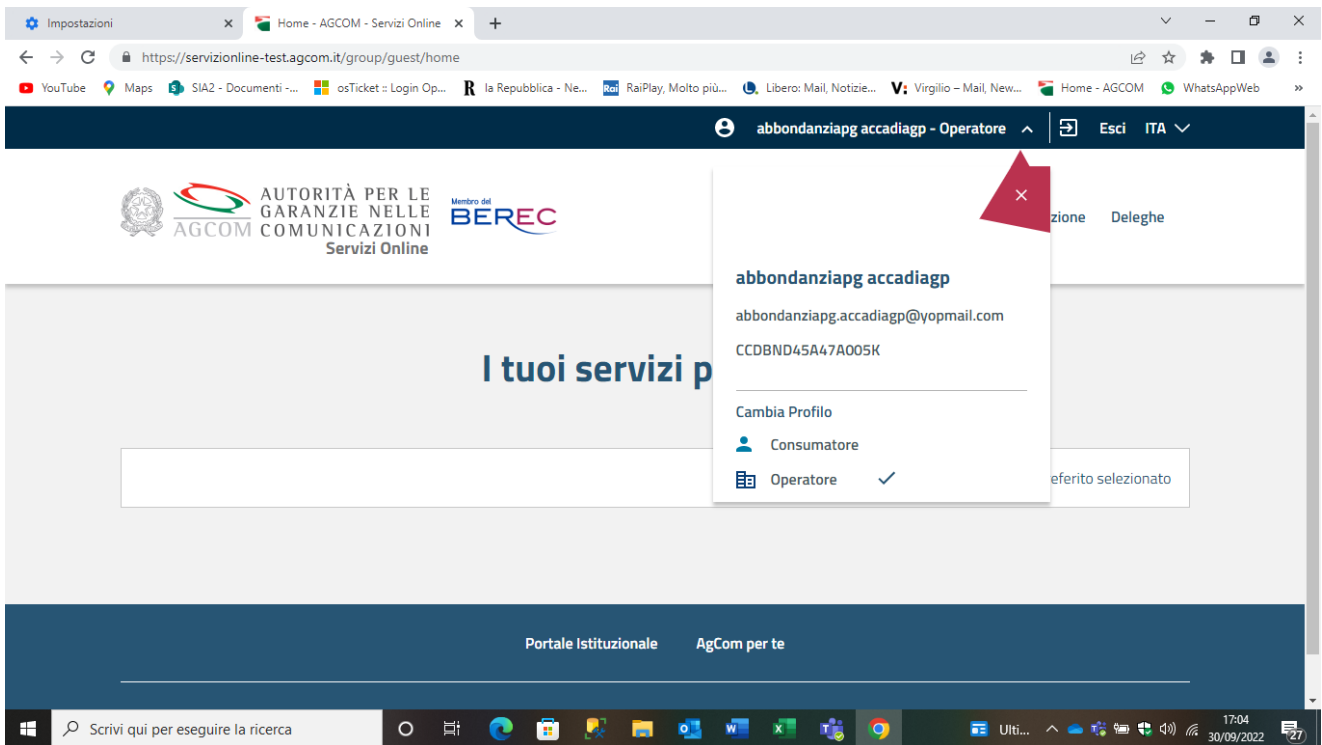 Impostazioni
Home - AGCOM - Servizi Online
https://servizionline-test.agcom.it/group/guest/home
YouTube
Maps
SIA2 - Documenti -...
osTicket :: Login Op...
la Repubblica - Ne...
RaiPlay, Molto più...
Libero: Mail, Notizie...
Virgilio – Mail, New...
Home - AGCOM
WhatsAppWeb
»
abbondanziapg accadiagp - Operatore
Esci
ITA
AUTORITÀ PER LE
GARANZIE NELLE
AGCOM COMUNICAZIONI
Servizi Online
Membro del
BEREC
zione
Deleghe
abbondanziapg accadiagp
abbondanziapg.accadiagp@yopmail.com
CCDBND45A47A005K
Cambia Profilo
Consumatore
Operatore
I tuoi servizi p
eferito selezionato
Portale Istituzionale
AgCom per te
Scrivi qui per eseguire la ricerca
Ulti...
17:04
30/09/2022
27